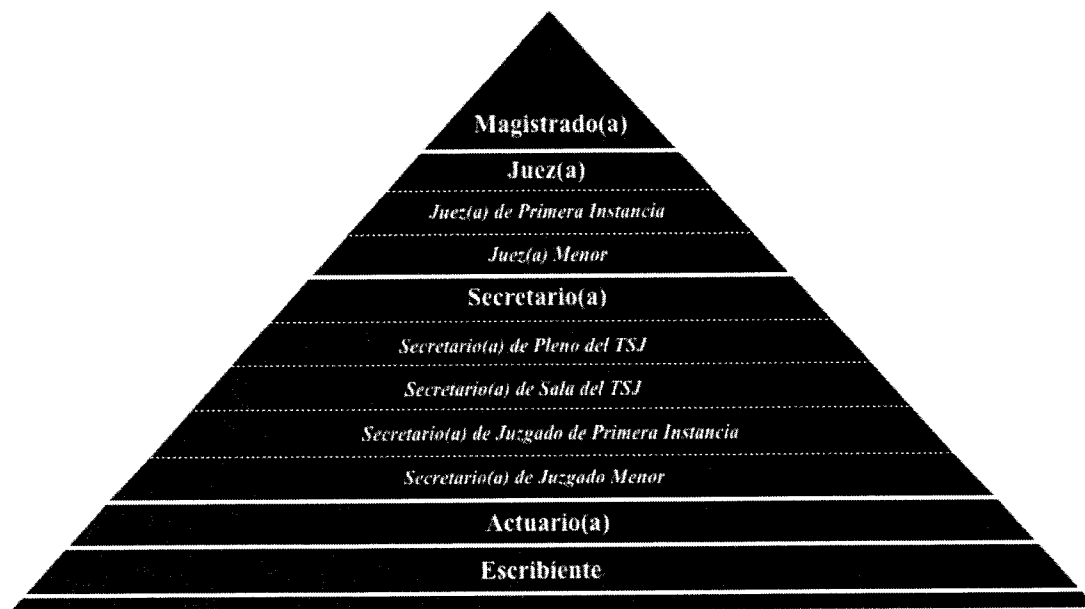 Magistrado(a)
Juez(a)
Juez(a) de Primera Instancia
Juez(a) Menor
Secretario(a)
Secretario(a) de Pleno del TSJ
Secretario(a) de Sala del TSJ
Secretario(a) de Juzgado de Primera Instancia
Secretario(a) de Juzgado Menor
Actuario(a)
Escribiente